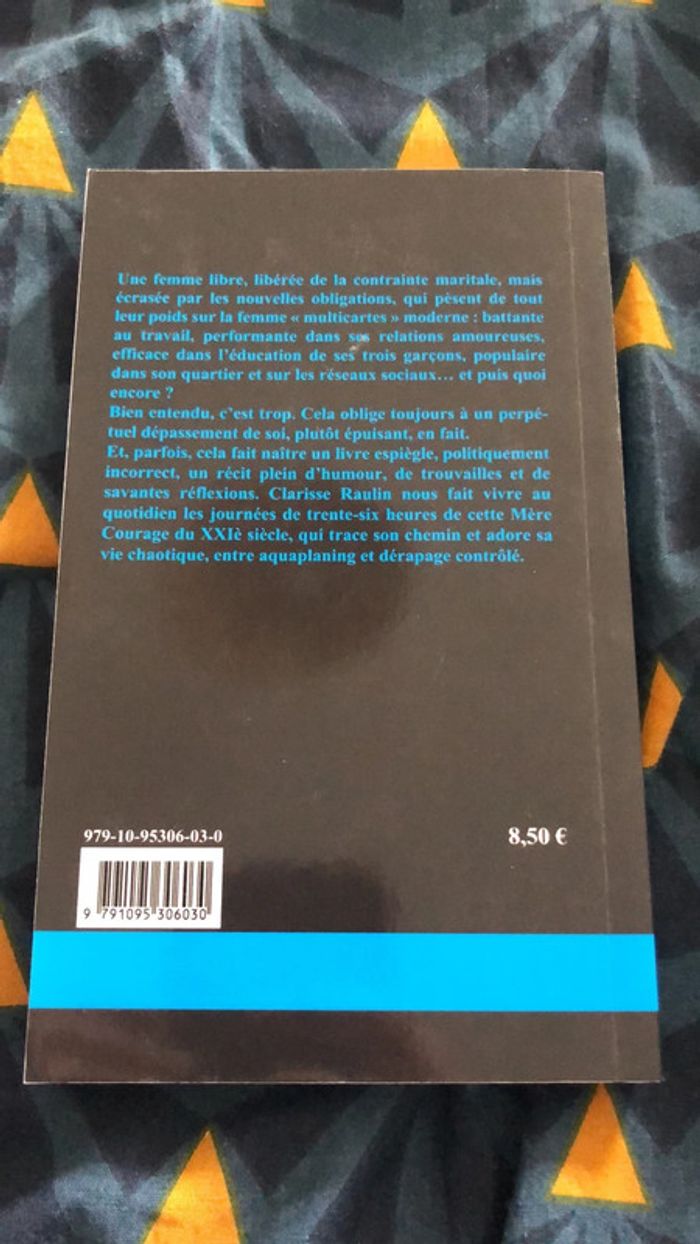 Une femme libre, libérée de la contrainte maritale, mais
écrasée par les nouvelles obligations, qui pèsent de tout
leur poids sur la femme « multicartes » moderne : battante
au travail, performante dans ses relations amoureuses,
efficace dans l'éducation de ses trois garçons, populaire
dans son quartier et sur les réseaux sociaux… et puis quoi
encore ?
Bien entendu, c'est trop. Cela oblige toujours à un perpé-
tuel dépassement de soi, plutôt épuisant, en fait.
Et, parfois, cela fait naître un livre espiègle, politiquement
incorrect, un récit plein d'humour, de trouvailles et de
savantes réflexions. Clarisse Raulin nous fait vivre au
quotidien les journées de trente-six heures de cette Mère
Courage du XXIè siècle, qui trace son chemin et adore sa
vie chaotique, entre aquaplaning et dérapage contrôlé.
979-10-95306-03-0
8,50 €
9 791095 306030